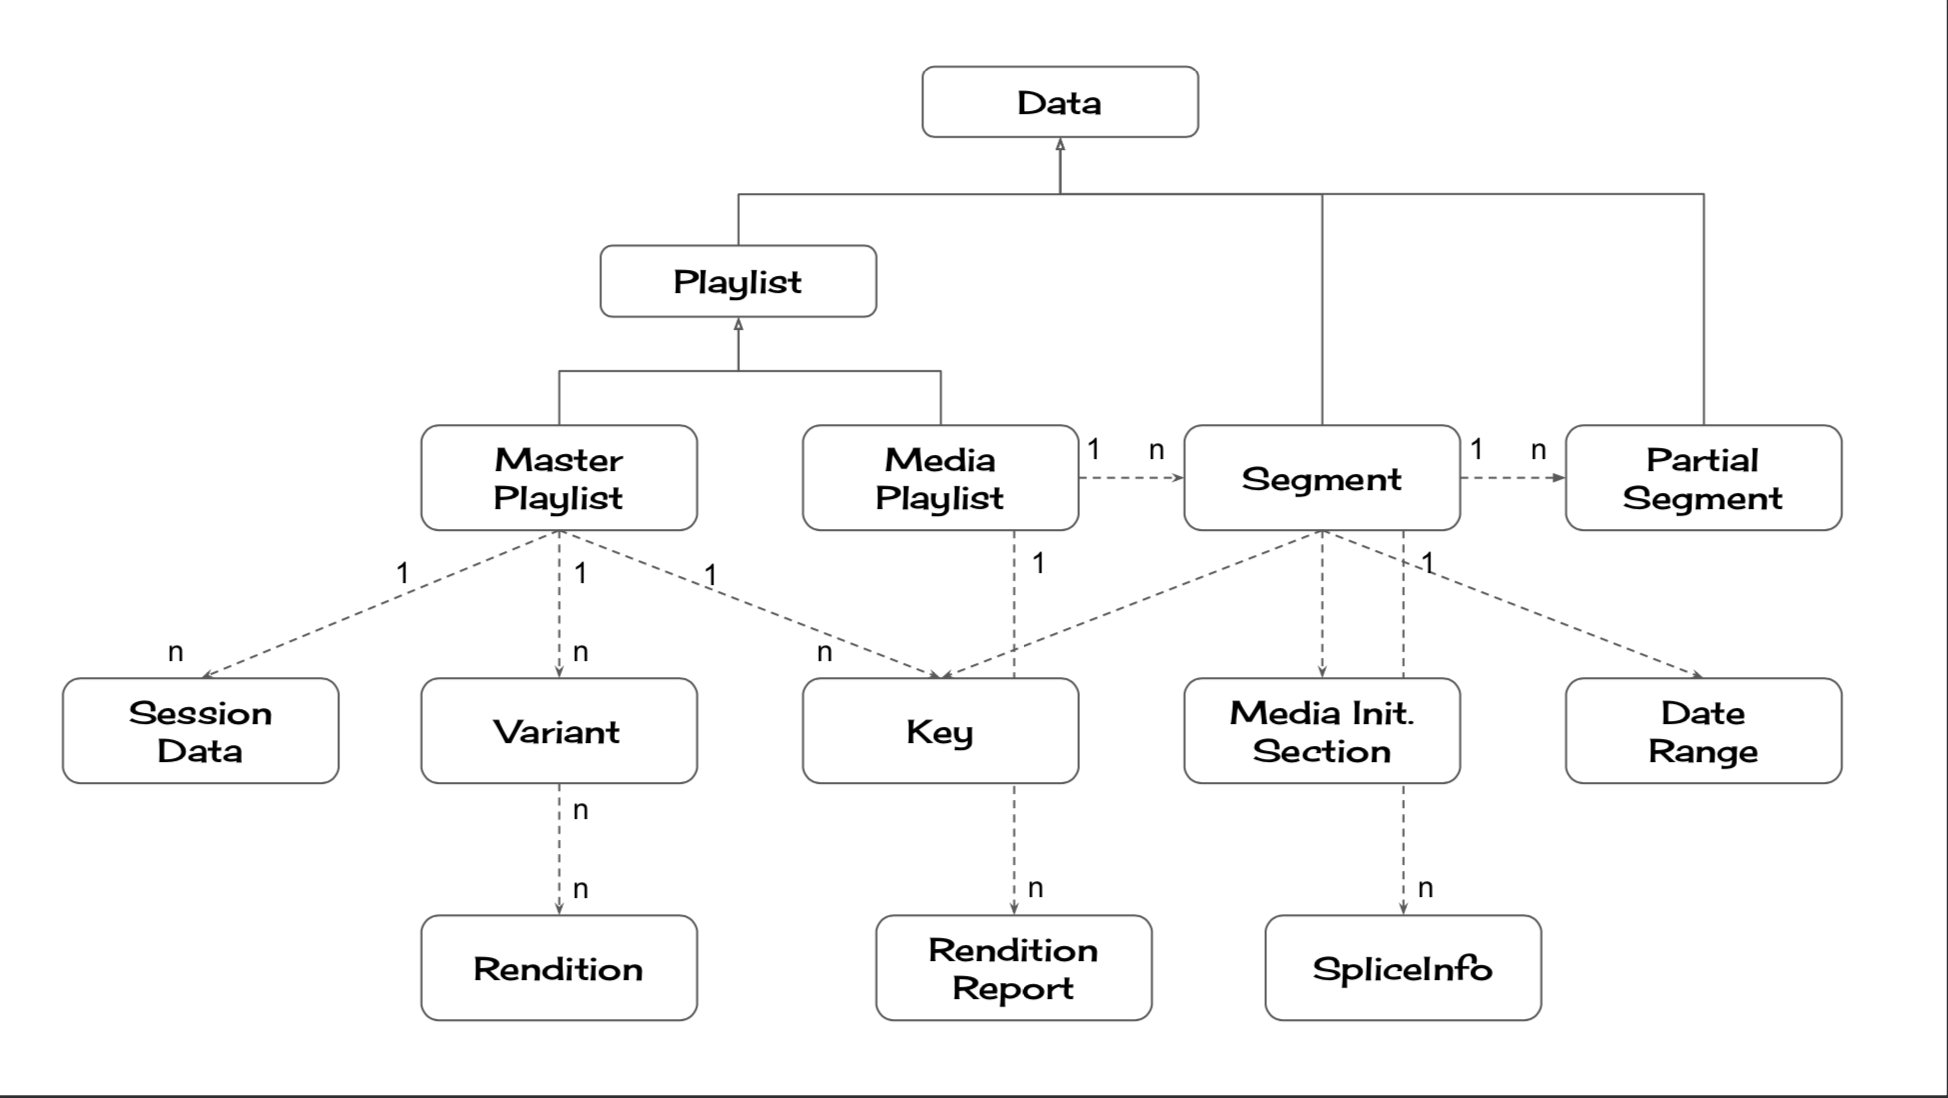 Data
Playlist
Master
Playlist
Media
Playlist
1 n
Segment
1 n
Partial
Segment
1
1
1
1
1
n
n
n
Session
Data
Variant
Key
Media Init.
Section
Date
Range
n
n
n
n
Rendition
Rendition
Report
SpliceInfo